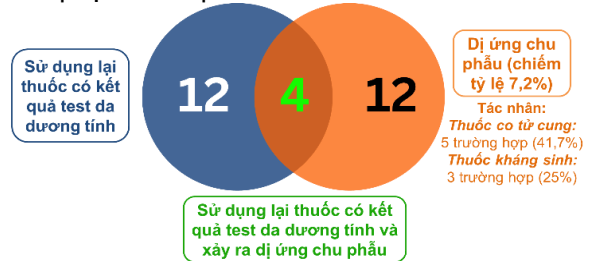 Sử dụng lại
thuốc có kết
quả test da
dương tính
12
4
12
Dị ứng chu
phẫu (chiếm
tỷ lệ 7,2%)
Tác nhân:
Thuốc co tử cung:
5 trường hợp (41,7%)
Thuốc kháng sinh:
3 trường hợp (25%)
Sử dụng lại thuốc có kết
quả test da dương tính và
xảy ra dị ứng chu phẫu